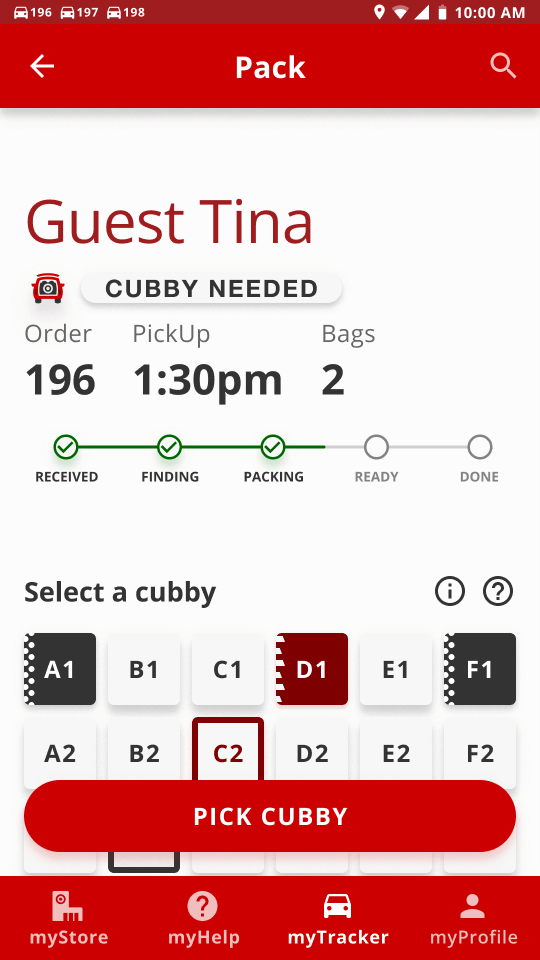 196 197 198 10:00 AM
Pack
Guest Tina
CUBBY NEEDED
Order PickUp Bags
196 1:30pm 2
RECEIVED FINDING PACKING READY DONE
Select a cubby
A1 B1 C1 D1 E1 F1
A2 B2 C2 D2 E2 F2
PICK CUBBY
myStore myHelp myTracker myProfile